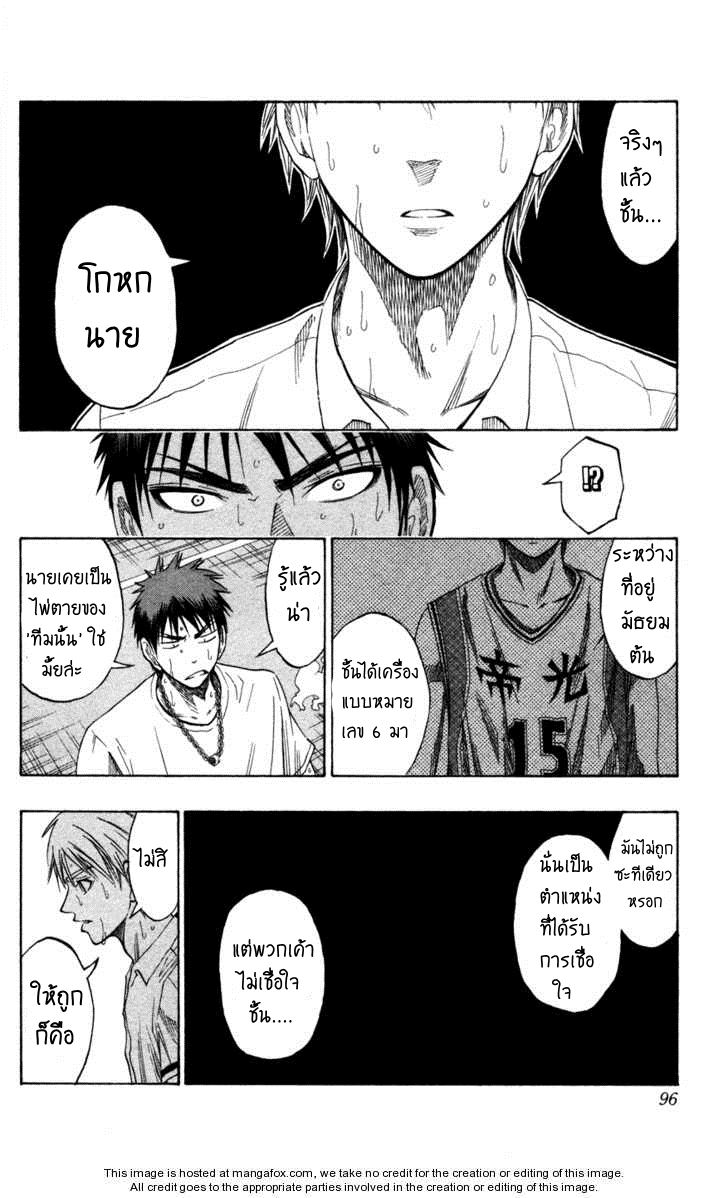 จริงๆ
แล้ว
ชั้น...
โกหก
นาย
!?
ระหว่าง
ที่อยู่
มัธยม
ต้น
ชั้นได้เครื่อง
แบบหมาย
เลข 6 มา
帝光
15
รู้แล้ว
น่า
นายเคยเป็น
ไพ่ตายของ
'ทีมนั้น' ใช่
มั้ยล่ะ
มันไม่ถูก
ซะทีเดียว
หรอก
นั่นเป็น
ตำแหน่ง
ที่ได้รับ
การเชื่อ
ใจ
แต่พวกเค้า
ไม่เชื่อใจ
ชั้น....
ไม่สิ
ให้ถูก
ก็คือ
96
This image is hosted at mangafox.com, we take no credit for the creation or editing of this image.
All credit goes to the appropriate parties involved in the creation or editing of this image.